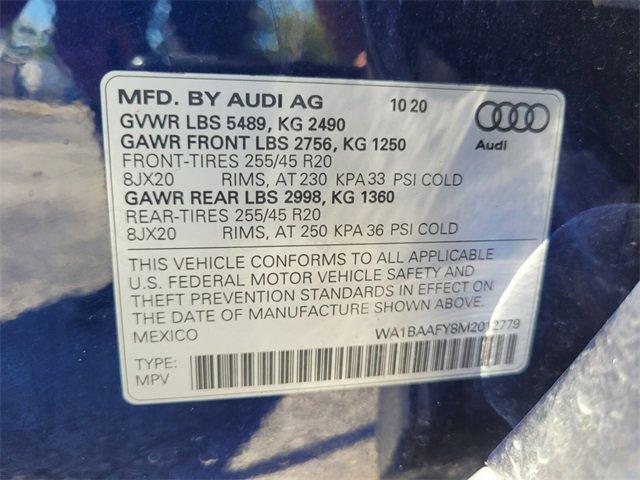 MFD. BY AUDI AG 10 20
GVWR LBS 5489, KG 2490
GAWR FRONT LBS 2756, KG 1250
Audi
FRONT-TIRES 255/45 R20
8JX20 RIMS, AT 230 KPA 33 PSI COLD
GAWR REAR LBS 2998, KG 1360
REAR-TIRES 255/45 R20
8JX20 RIMS, AT 250 KPA 36 PSI COLD
THIS VEHICLE CONFORMS TO ALL APPLICABLE
U.S. FEDERAL MOTOR VEHICLE SAFETY AND
THEFT PREVENTION STANDARDS IN EFFECT ON
THE DATE OF MANUFACTURE SHOWN ABOVE.
MEXICO WA1BAAFY8M2012779
TYPE:
MPV